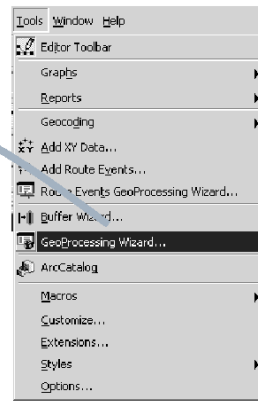 Tools Window Help
Editor Toolbar
Graphs
Reports
Geocoding
Add XY Data...
Add Route Events...
Route Events GeoProcessing Wizard...
Buffer Wizard...
GeoProcessing Wizard...
ArcCatalog
Macros
Customize...
Extensions...
Styles
Options...